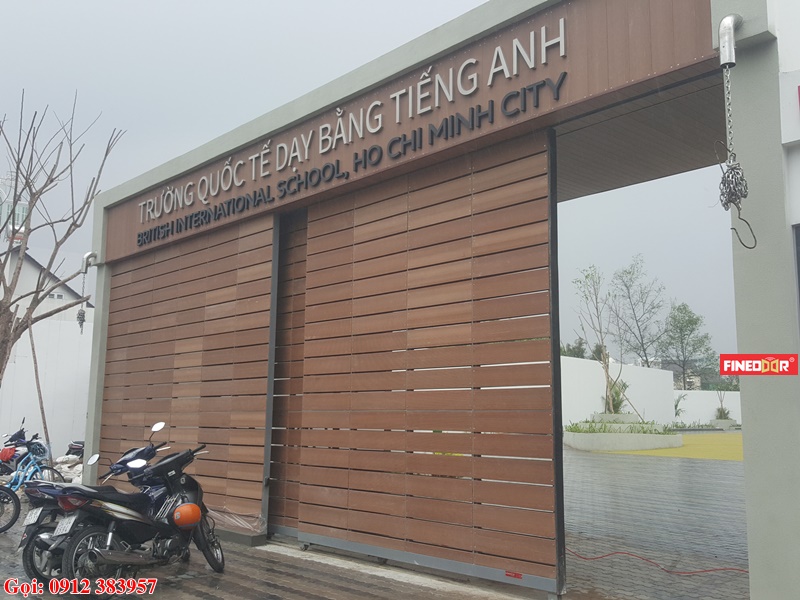 TRƯỜNG QUỐC TẾ DẠY BẰNG TIẾNG ANH
BRITISH INTERNATIONAL SCHOOL, HO CHI MINH CITY
FINEDOOR
Gọi: 0912 383957